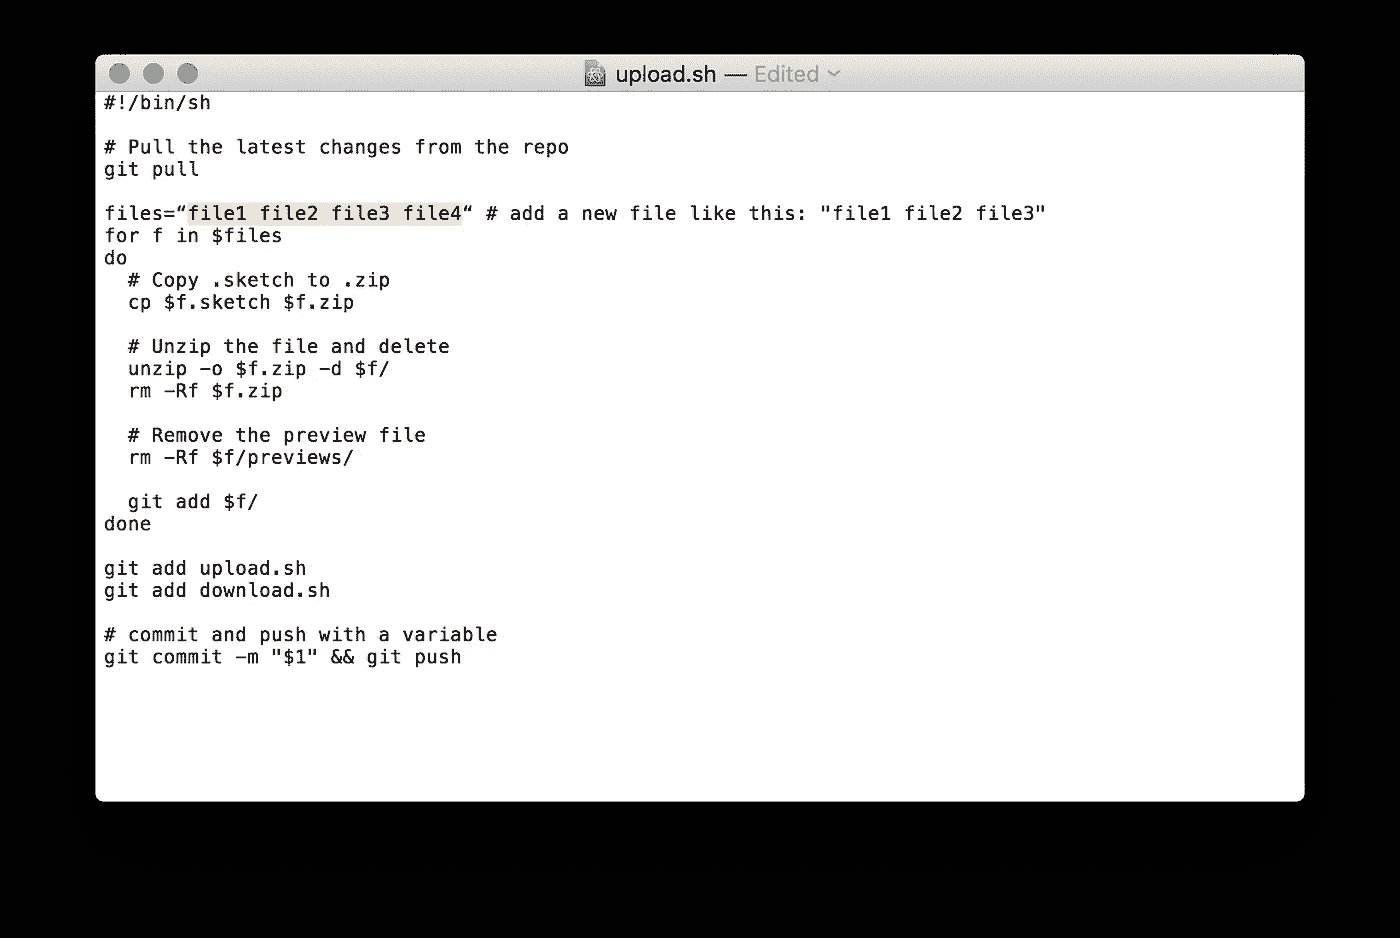 upload.sh — Edited
#!/bin/sh
# Pull the latest changes from the repo
git pull
files=“file1 file2 file3 file4“ # add a new file like this: "file1 file2 file3"
for f in $files
do
# Copy .sketch to .zip
cp $f.sketch $f.zip
# Unzip the file and delete
unzip -o $f.zip -d $f/
rm -Rf $f.zip
# Remove the preview file
rm -Rf $f/previews/
git add $f/
done
git add upload.sh
git add download.sh
# commit and push with a variable
git commit -m "$1" && git push